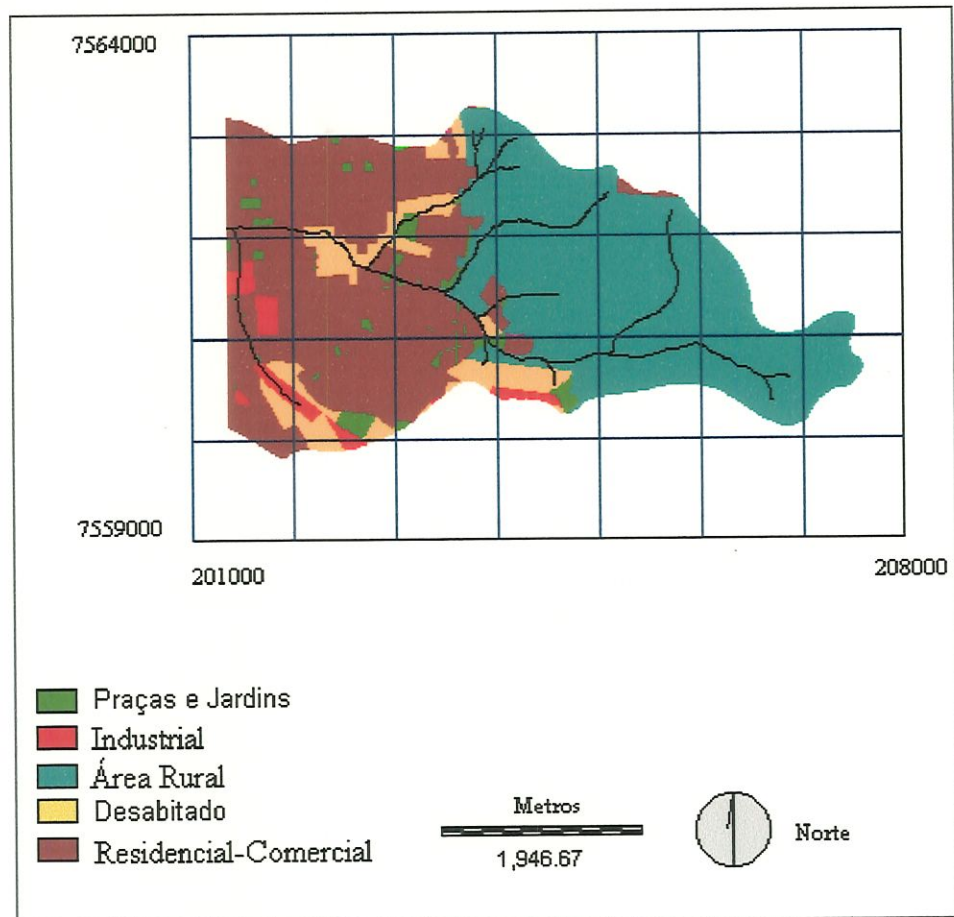 7564000
7559000
201000
208000
Praças e Jardins
Industrial
Área Rural
Desabitado
Residencial-Comercial
Metros
1,946.67
Norte